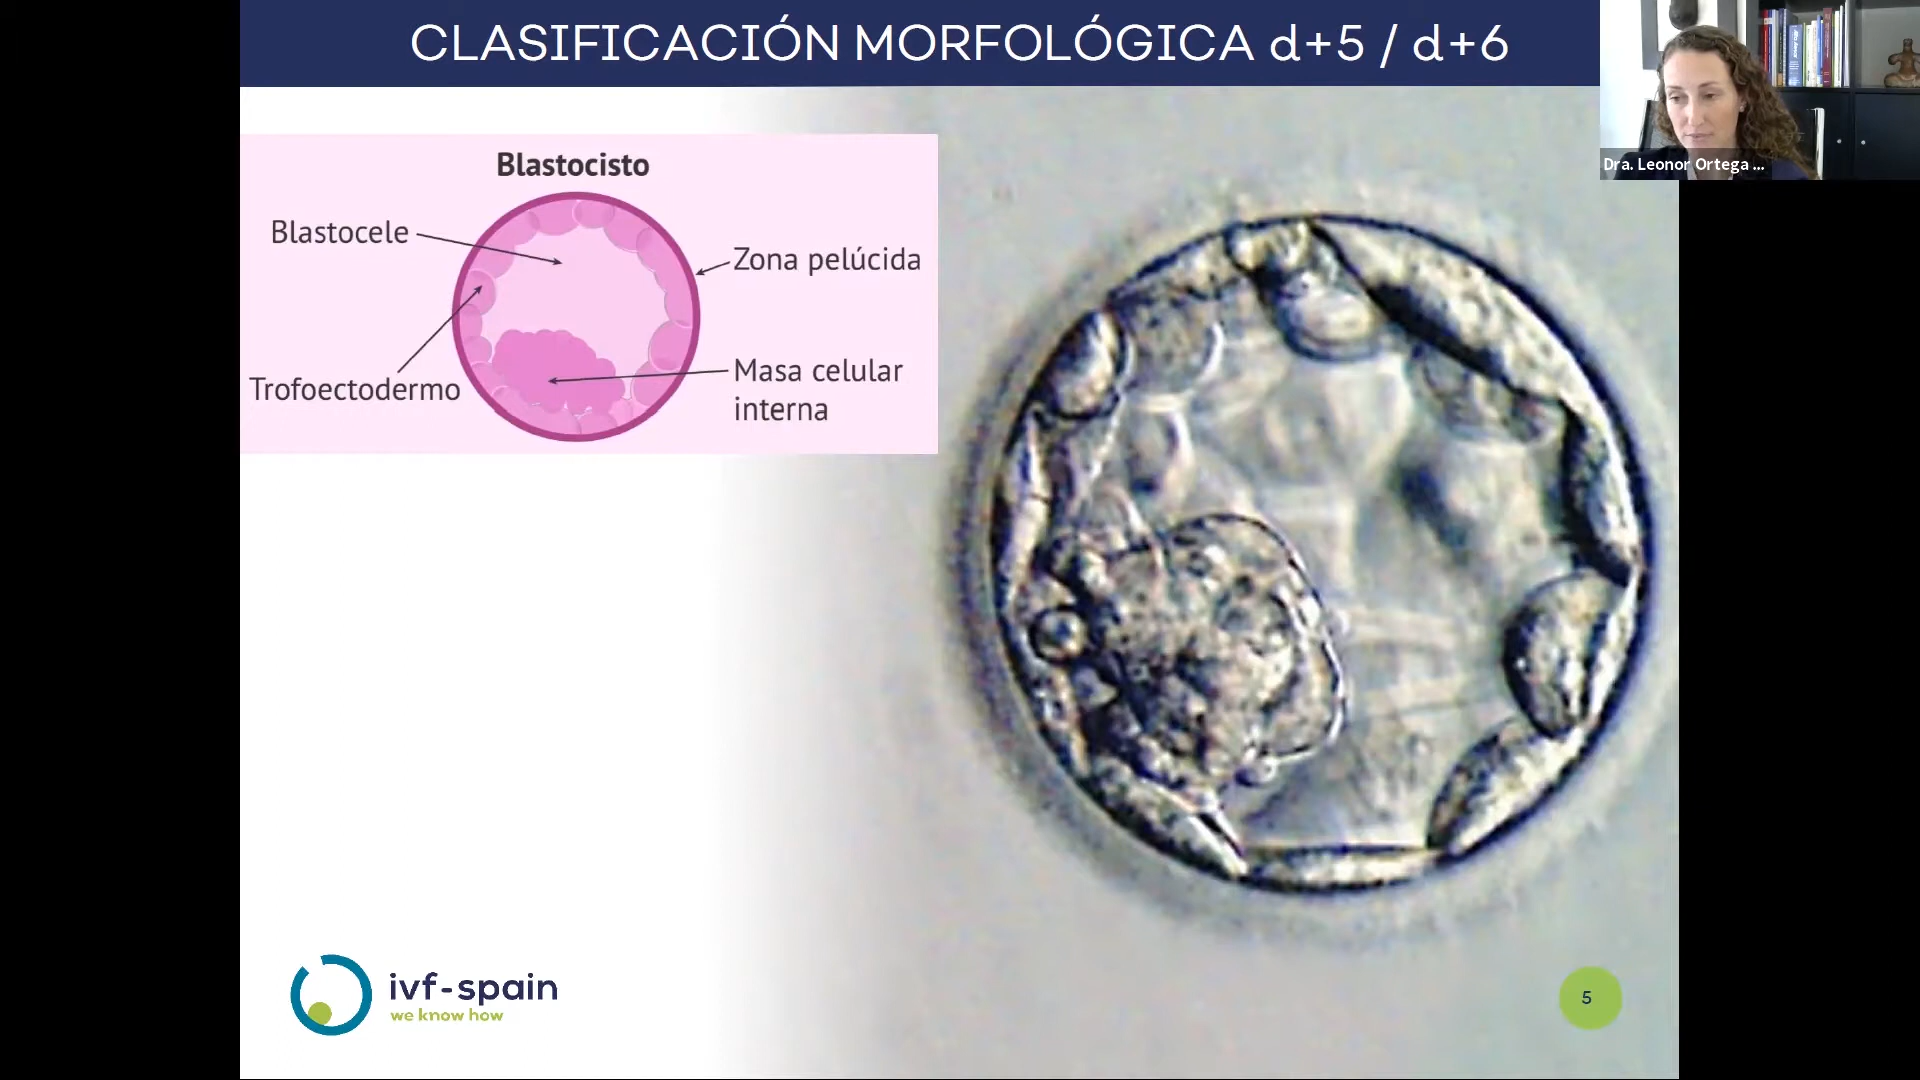 CLASIFICACIÓN MORFOLÓGICA d+5 / d+6
Dra. Leonor Ortega ...
Blastocisto
Blastocele
Zona pelúcida
Trofoectodermo
Masa celular
interna
ivf-spain
we know how
5